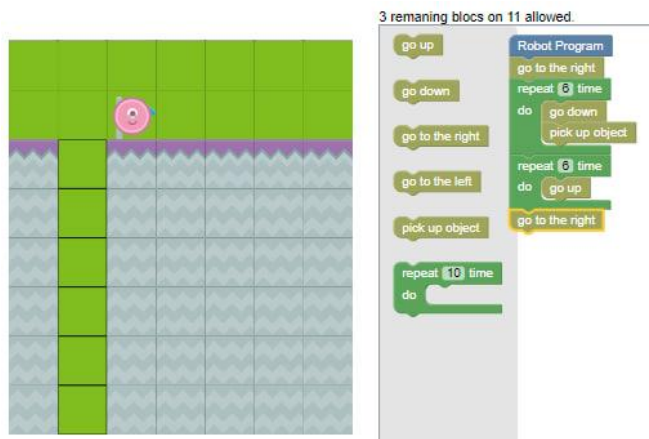 3 remaning blocs on 11 allowed.
go up
go down
go to the right
go to the left
pick up object
repeat 10 time
do
Robot Program
go to the right
repeat 6 time
do go down
pick up object
repeat 6 time
do go up
go to the right